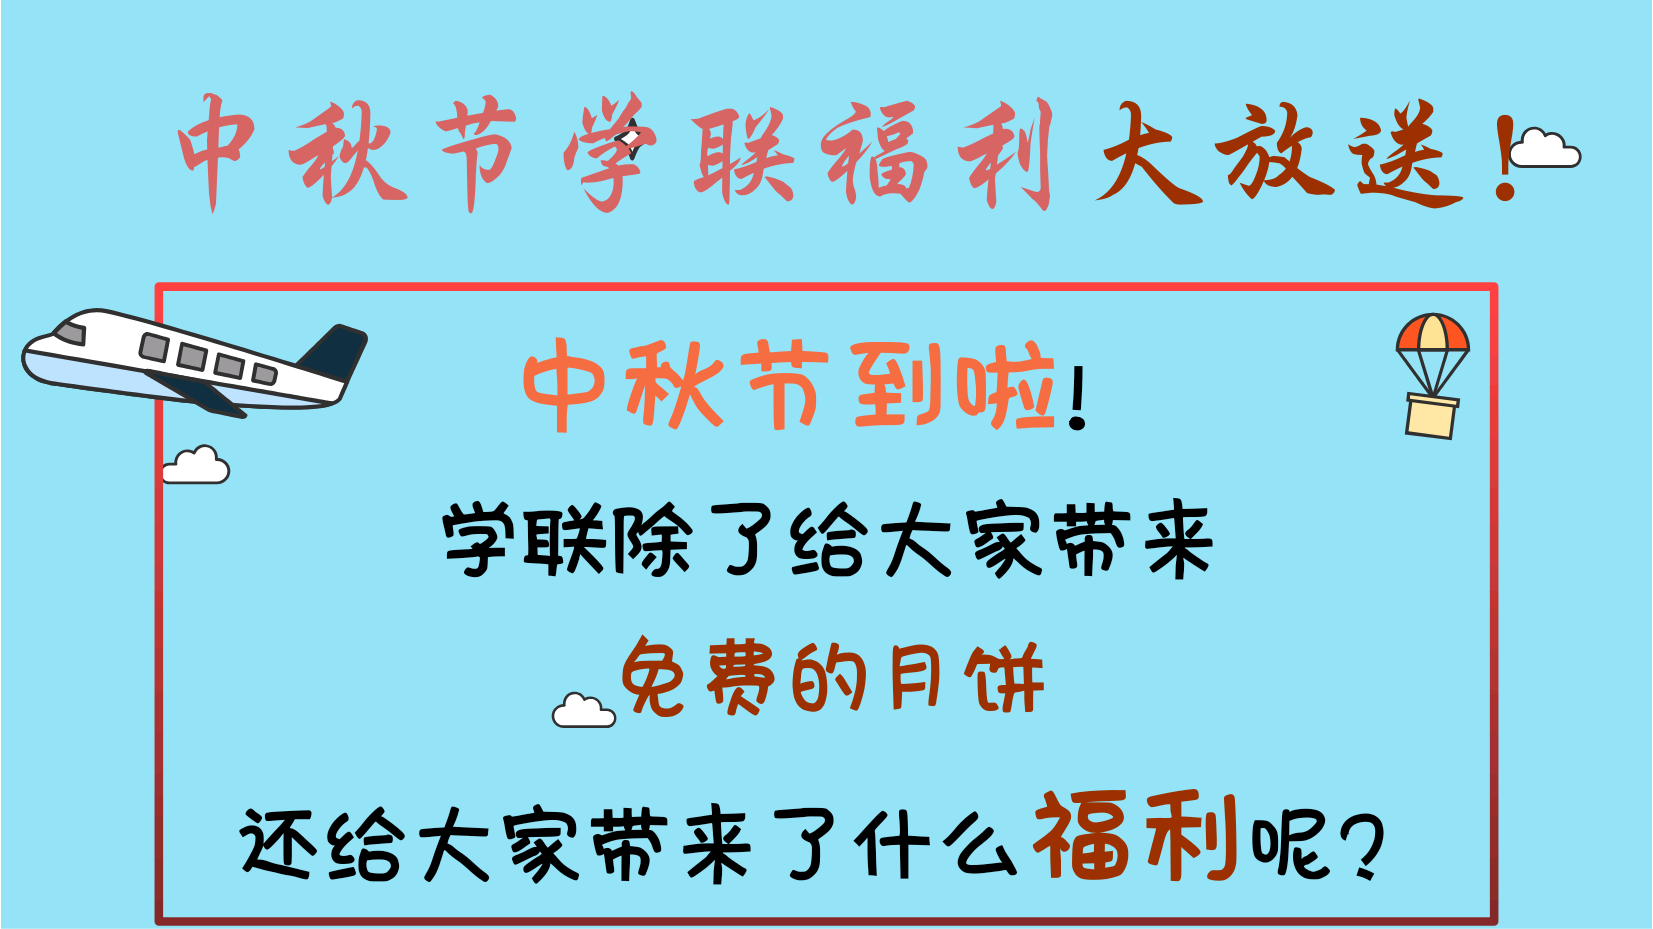 中秋节学联福利大放送！
中秋节到啦！
学联除了给大家带来
免费的月饼
还给大家带来了什么福利呢？